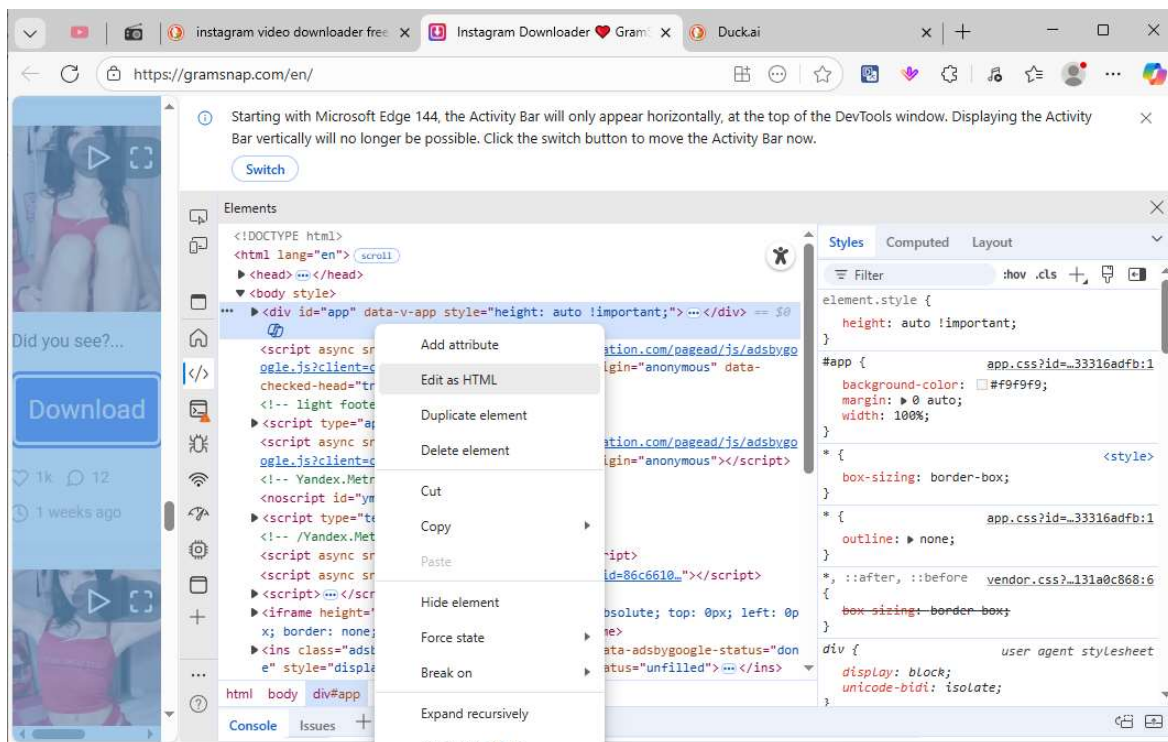 instagram video downloader free
Instagram Downloader ❤ Gram
Duck.ai
https://gramsnap.com/en/
Starting with Microsoft Edge 144, the Activity Bar will only appear horizontally, at the top of the DevTools window. Displaying the Activity
Bar vertically will no longer be possible. Click the switch button to move the Activity Bar now.
Switch
Elements
<!DOCTYPE html>
<html lang="en"> scroll
<head> ... </head>
<body style>
... <div id="app" data-v-app style="height: auto !important;"> ... </div> == $0
<script async sr
ation.com/pagead/js/adsbygo
ogle.js?client=c
igin="anonymous" data-
checked-head="tr
<!-- light foote
<script type="ap
<script async sr
ation.com/pagead/js/adsbygo
ogle.js?client=c
igin="anonymous"></script>
<!-- Yandex.Metr
<noscript id="ym
<script type="te
<!-- /Yandex.Met
<script async sr
ript>
<script async sr
id=86c6610…"></script>
<script> ... </scr
<iframe height="
bsolute; top: 0px; left: 0p
x; border: none;
me>
<ins class="adsb
ata-adsbygoogle-status="don
e" style="displa
atus="unfilled"> ... </ins>
html body div#app
Console Issues
Add attribute
Edit as HTML
Duplicate element
Delete element
Cut
Copy
Paste
Hide element
Force state
Break on
Expand recursively
Styles Computed Layout
Filter :hov .cls
element.style {
height: auto !important;
}
#app { app.css?id=…33316adfb:1
background-color: #f9f9f9;
margin: 0 auto;
width: 100%;
}
* { <style>
box-sizing: border-box;
}
* { app.css?id=…33316adfb:1
outline: none;
}
*, ::after, ::before vendor.css?…131a0c868:6
{
box-sizing: border-box;
}
div { user agent stylesheet
display: block;
unicode-bidi: isolate;
}
Did you see?...
Download
1k 12
1 weeks ago